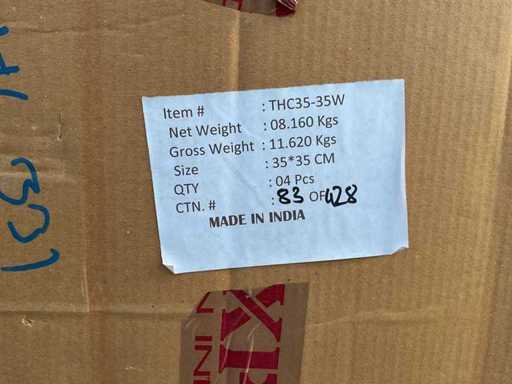 Item # : THC35-35W
Net Weight : 08.160 Kgs
Gross Weight : 11.620 Kgs
Size : 35*35 CM
QTY : 04 Pcs
CTN. # : 83 OF 428
MADE IN INDIA